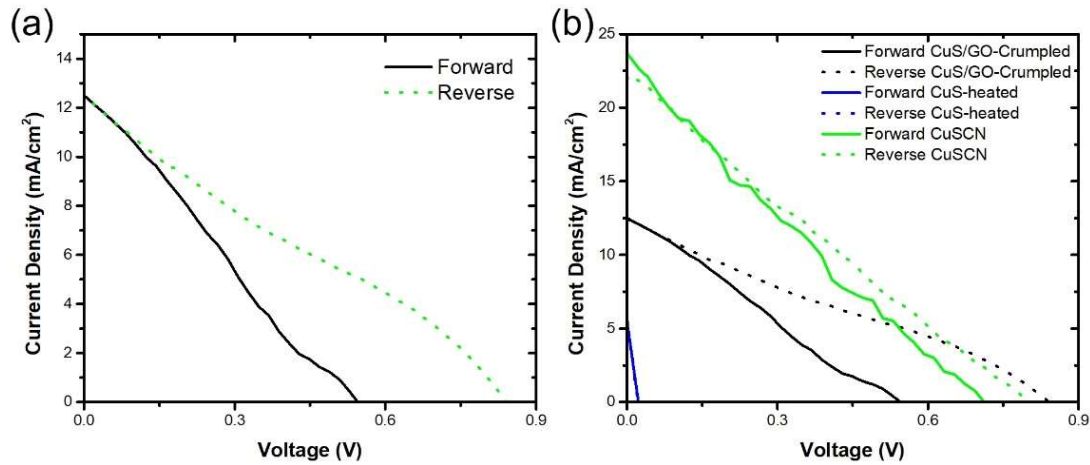 (a)
14
12
10
8
6
4
2
0
0.0 0.3 0.6 0.9
Current Density (mA/cm²)
Voltage (V)
Forward
Reverse
(b)
25
20
15
10
5
0
0.0 0.3 0.6 0.9
Current Density (mA/cm²)
Voltage (V)
Forward CuS/GO-Crumpled
Reverse CuS/GO-Crumpled
Forward CuS-heated
Reverse CuS-heated
Forward CuSCN
Reverse CuSCN